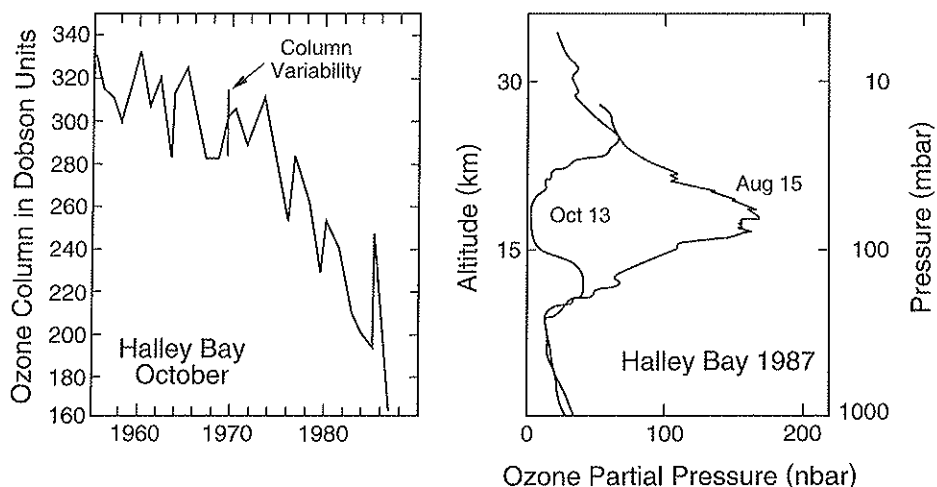 Ozone Column in Dobson Units
340
320
300
280
260
240
220
200
180
160
1960
1970
1980
Column
Variability
Halley Bay
October
Altitude (km)
30
15
Oct 13
Aug 15
Halley Bay 1987
0
100
200
Ozone Partial Pressure (nbar)
10
100
1000
Pressure (mbar)